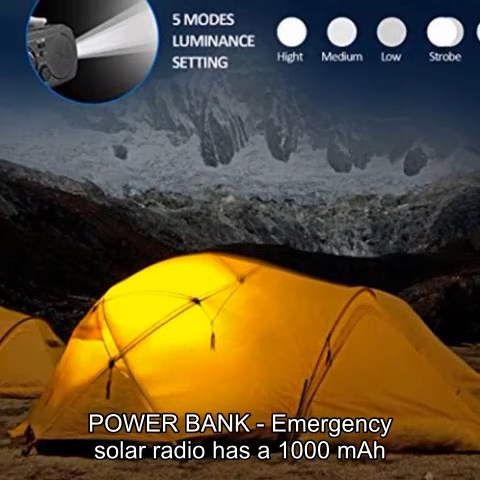 5 MODES
LUMINANCE
SETTING
Hight Medium Low Strobe
POWER BANK - Emergency
solar radio has a 1000 mAh